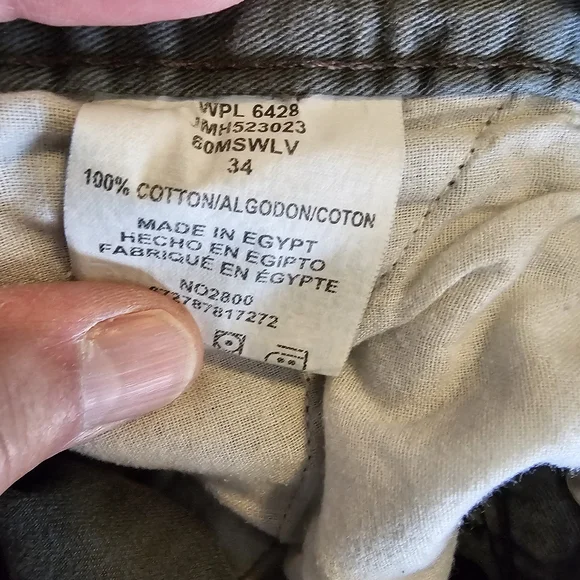 WPL 6428
JMH523023
60MSWLV
34
100% COTTON/ALGODON/COTON
MADE IN EGYPT
HECHO EN EGIPTO
FABRIQUÉ EN ÉGYPTE
NO2800